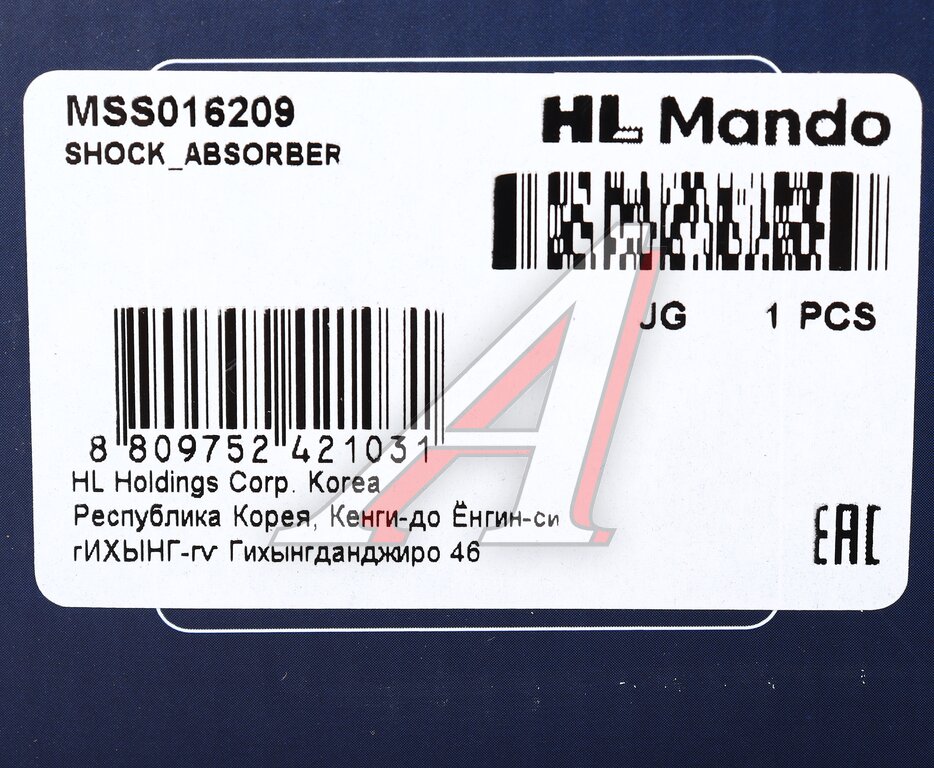 MSS016209
SHOCK_ABSORBER
HL Mando
JG 1 PCS
8 809752 421031
HL Holdings Corp. Korea
Республика Корея, Кенги-до Ёнгин-си
гИХЫНГ-гу Гихынгданджиро 46
EAC